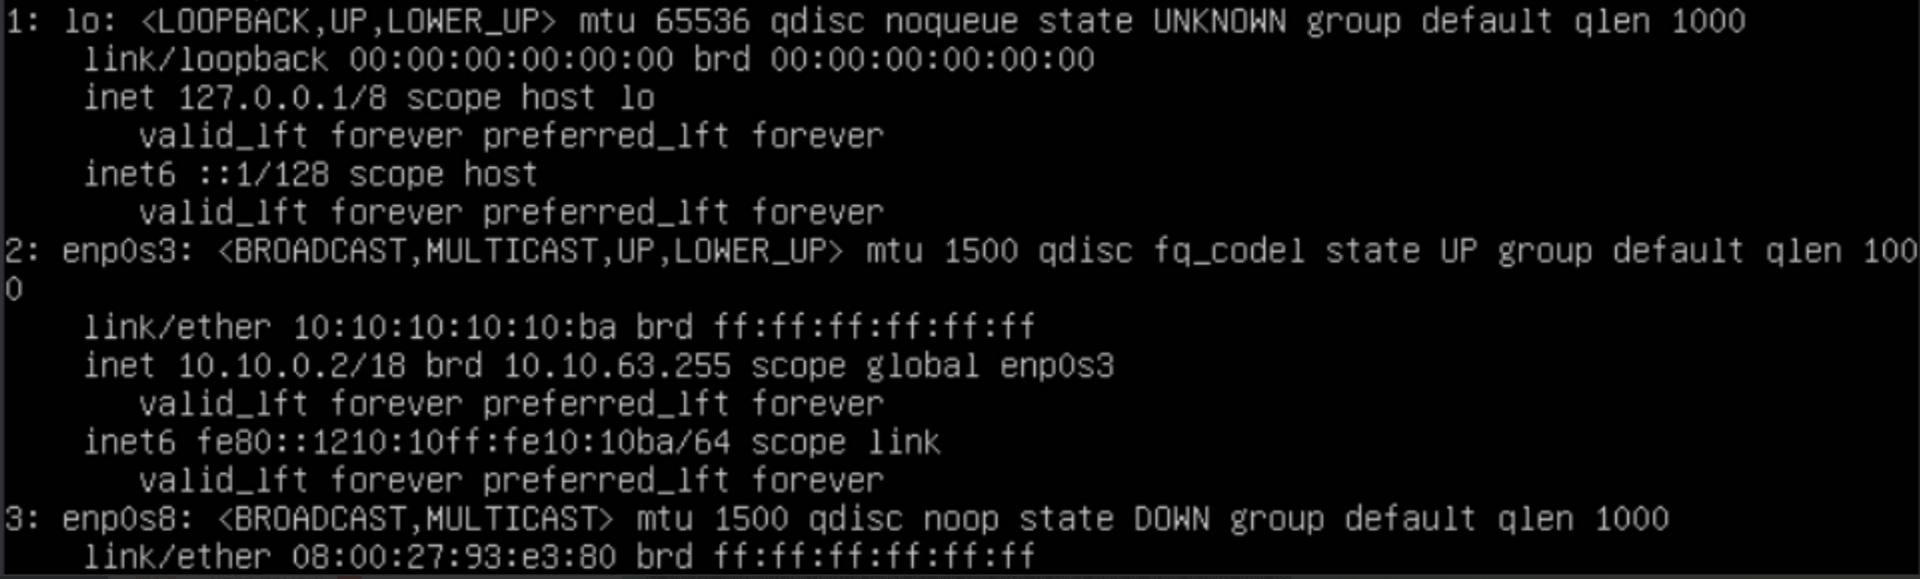 1: lo: <LOOPBACK,UP,LOWER_UP> mtu 65536 qdisc noqueue state UNKNOWN group default qlen 1000
link/loopback 00:00:00:00:00:00 brd 00:00:00:00:00:00
inet 127.0.0.1/8 scope host lo
valid_lft forever preferred_lft forever
inet6 ::1/128 scope host
valid_lft forever preferred_lft forever
2: enp0s3: <BROADCAST,MULTICAST,UP,LOWER_UP> mtu 1500 qdisc fq_codel state UP group default qlen 100
0
link/ether 10:10:10:10:10:ba brd ff:ff:ff:ff:ff:ff
inet 10.10.0.2/18 brd 10.10.63.255 scope global enp0s3
valid_lft forever preferred_lft forever
inet6 fe80::1210:10ff:fe10:10ba/64 scope link
valid_lft forever preferred_lft forever
3: enp0s8: <BROADCAST,MULTICAST> mtu 1500 qdisc noop state DOWN group default qlen 1000
link/ether 08:00:27:93:e3:80 brd ff:ff:ff:ff:ff:ff